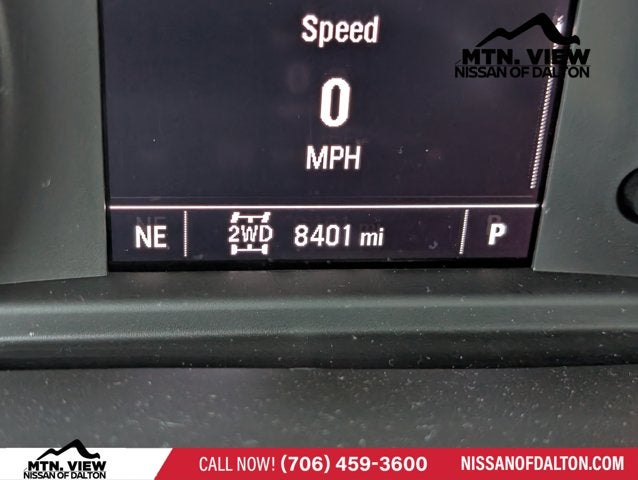 MTN. VIEW
NISSAN OF DALTON
Speed
0
MPH
NE 2WD 8401 mi P
MTN. VIEW
NISSAN OF DALTON
CALL NOW! (706) 459-3600
NISSANOFDALTON.COM